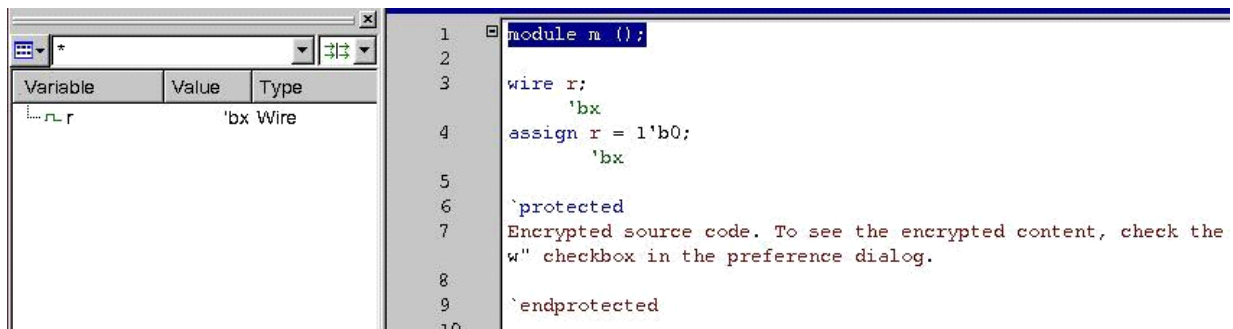 *
Variable Value Type
r 'bx Wire
1 module m ();
2
3 wire r;
'bx
4 assign r = 1'b0;
'bx
5
6 `protected
7 Encrypted source code. To see the encrypted content, check the
w" checkbox in the preference dialog.
8
9 `endprotected
10